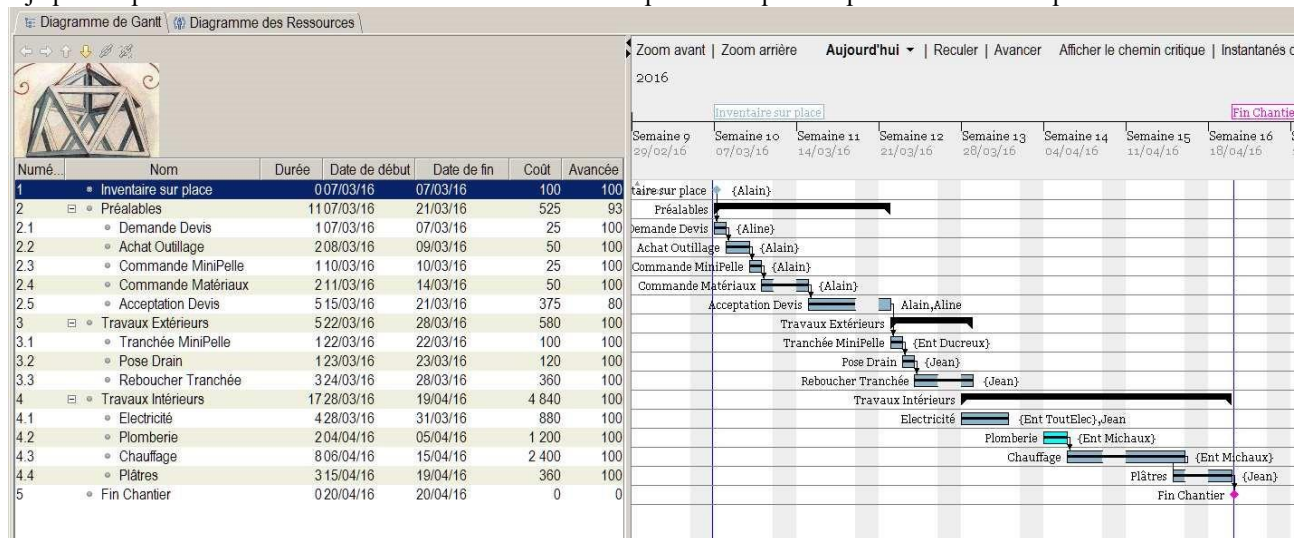 Diagramme de Gantt Diagramme des Ressources
Zoom avant | Zoom arrière Aujourd'hui | Reculer | Avancer Afficher le chemin critique | Instantanés
2016
Inventaire sur place Fin Chantie
Semaine 9 Semaine 10 Semaine 11 Semaine 12 Semaine 13 Semaine 14 Semaine 15 Semaine 16
29/02/16 07/03/16 14/03/16 21/03/16 28/03/16 04/04/16 11/04/16 18/04/16
Numé... Nom Durée Date de début Date de fin Coût Avancée
1 Inventaire sur place 0 07/03/16 07/03/16 100 100 taire sur place {Alain}
2 Préalables 11 07/03/16 21/03/16 525 93 Préalables
2.1 Demande Devis 1 07/03/16 07/03/16 25 100 Demande Devis {Aline}
2.2 Achat Outillage 2 08/03/16 09/03/16 50 100 Achat Outillage {Alain}
2.3 Commande MiniPelle 1 10/03/16 10/03/16 25 100 Commande MiniPelle {Alain}
2.4 Commande Matériaux 2 11/03/16 14/03/16 50 100 Commande Matériaux {Alain}
2.5 Acceptation Devis 5 15/03/16 21/03/16 375 80 Acceptation Devis Alain,Aline
3 Travaux Extérieurs 5 22/03/16 28/03/16 580 100 Travaux Extérieurs
3.1 Tranchée MiniPelle 1 22/03/16 22/03/16 100 100 Tranchée MiniPelle {Ent Ducreux}
3.2 Pose Drain 1 23/03/16 23/03/16 120 100 Pose Drain {Jean}
3.3 Reboucher Tranchée 3 24/03/16 28/03/16 360 100 Reboucher Tranchée {Jean}
4 Travaux Intérieurs 17 28/03/16 19/04/16 4 840 100 Travaux Intérieurs
4.1 Electricité 4 28/03/16 31/03/16 880 100 Electricité {Ent ToutElec},Jean
4.2 Plomberie 2 04/04/16 05/04/16 1 200 100 Plomberie {Ent Michaux}
4.3 Chauffage 8 06/04/16 15/04/16 2 400 100 Chauffage {Ent Michaux}
4.4 Plâtres 3 15/04/16 19/04/16 360 100 Plâtres {Jean}
5 Fin Chantier 0 20/04/16 20/04/16 0 0 Fin Chantier